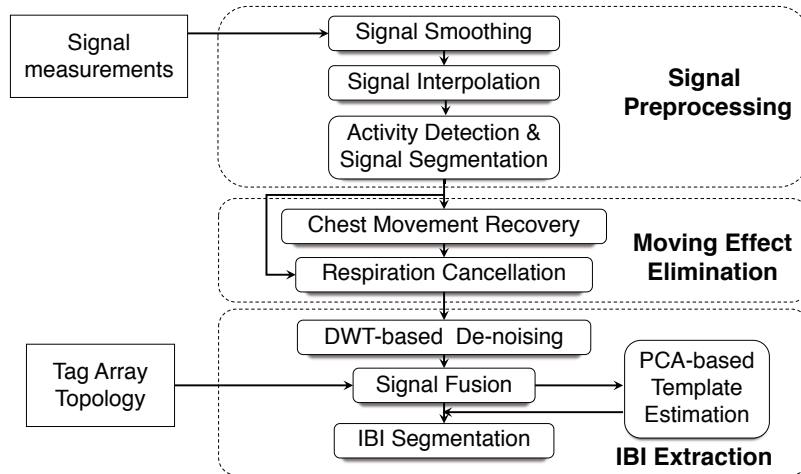 Signal
measurements
Signal Smoothing
Signal Interpolation
Activity Detection &
Signal Segmentation
Signal
Preprocessing
Chest Movement Recovery
Respiration Cancellation
Moving Effect
Elimination
DWT-based De-noising
Tag Array
Topology
Signal Fusion
PCA-based
Template
Estimation
IBI Segmentation
IBI Extraction